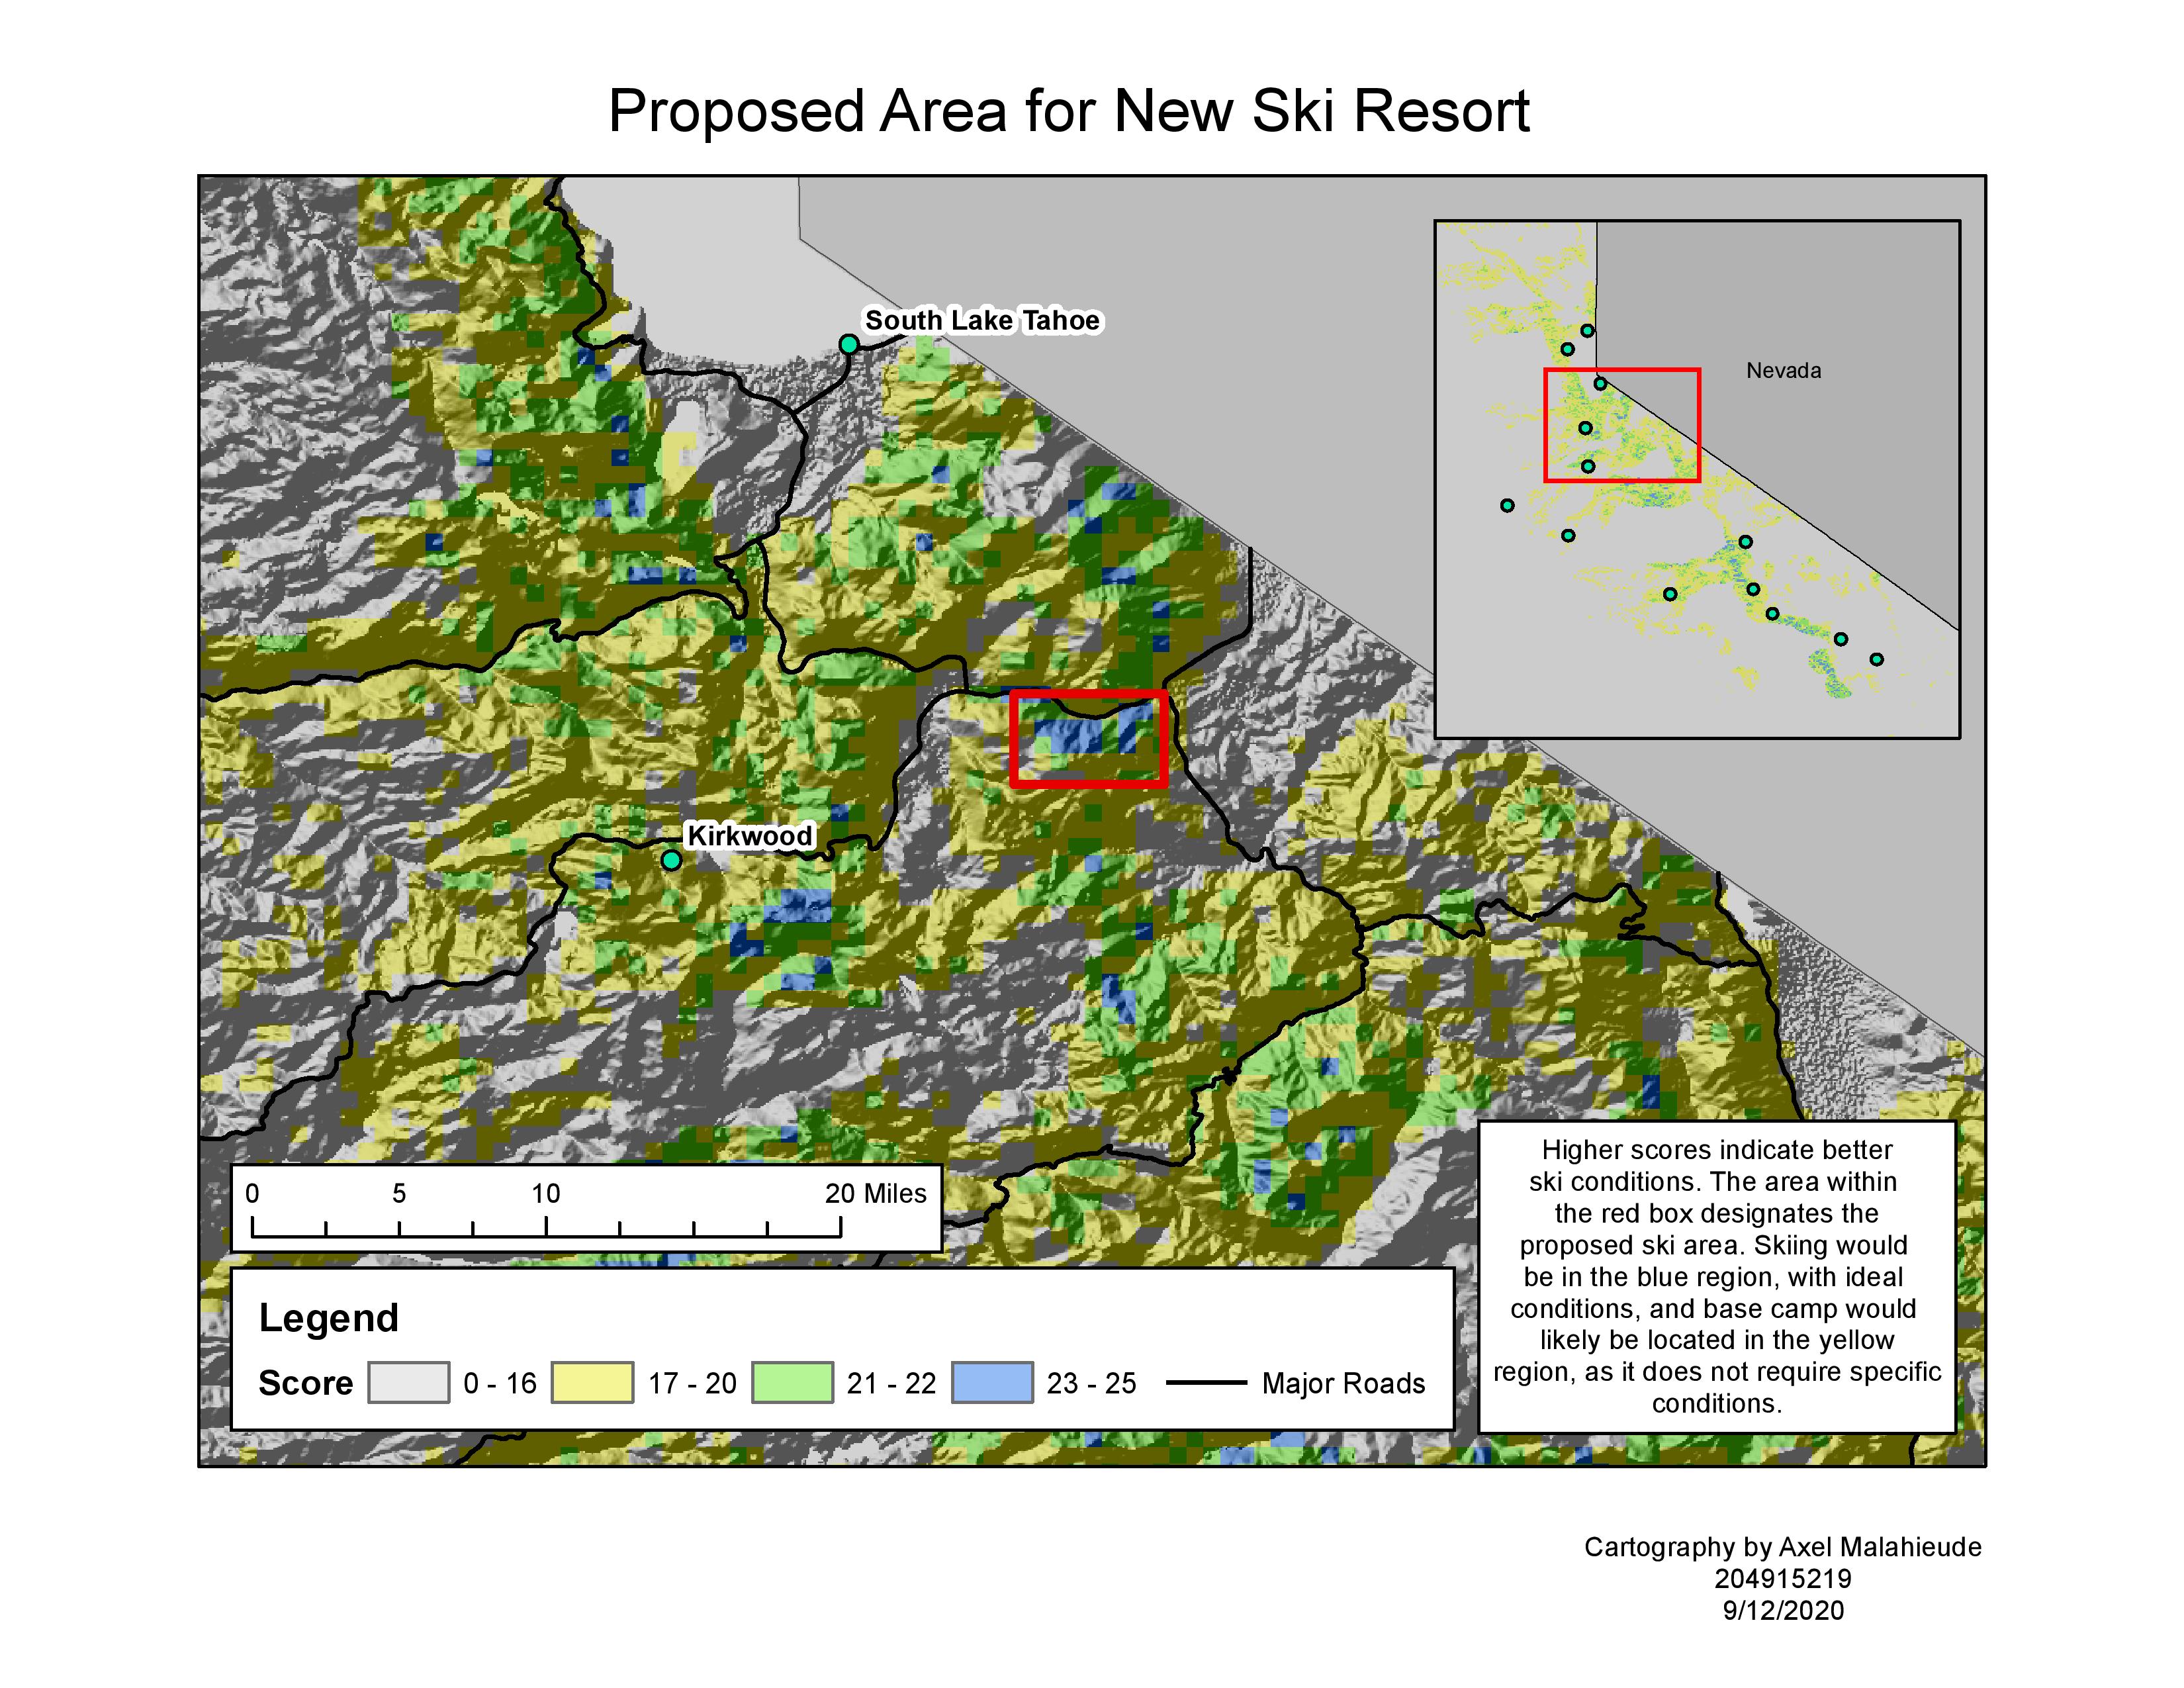 Proposed Area for New Ski Resort
South Lake Tahoe
Nevada
Kirkwood
0 5 10 20 Miles
Legend
Score 0 - 16 17 - 20 21 - 22 23 - 25 Major Roads
Higher scores indicate better
ski conditions. The area within
the red box designates the
proposed ski area. Skiing would
be in the blue region, with ideal
conditions, and base camp would
likely be located in the yellow
region, as it does not require specific
conditions.
Cartography by Axel Malahieude
204915219
9/12/2020